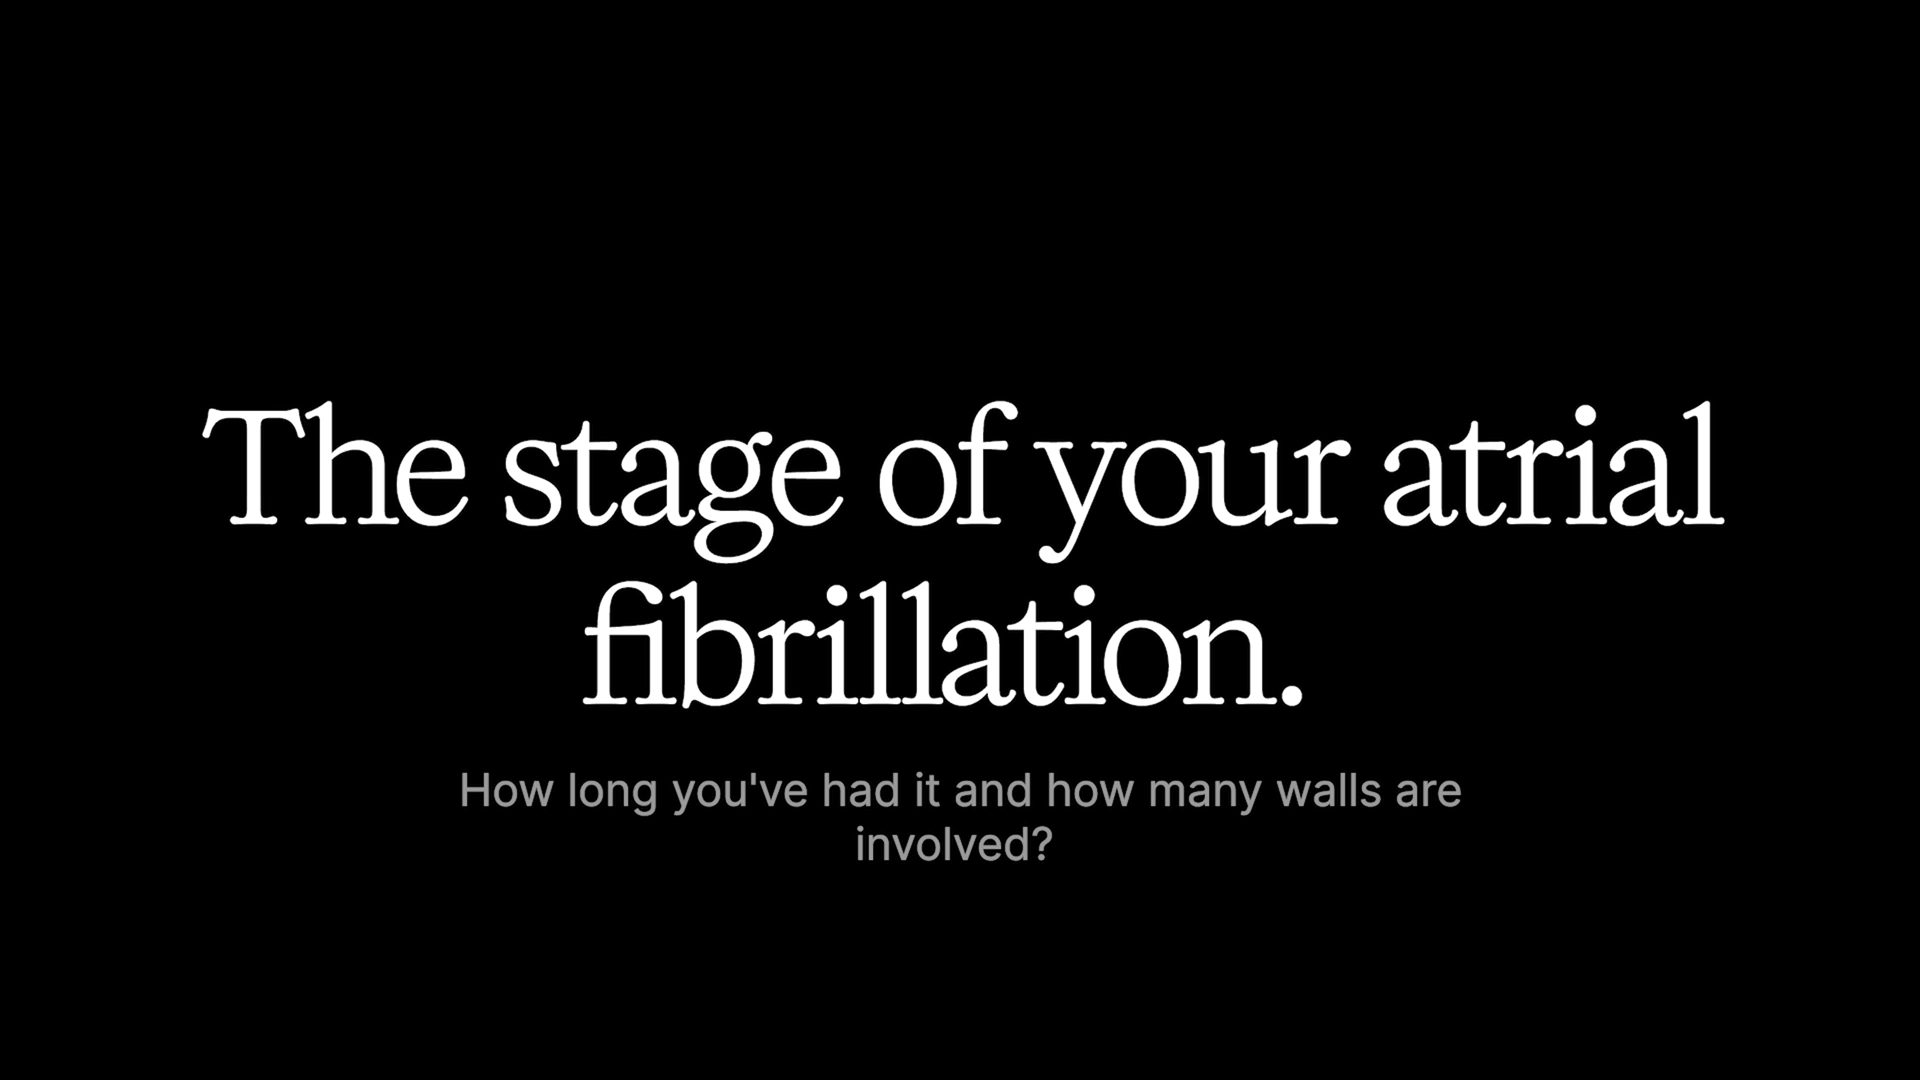 The stage of your atrial
fibrillation.
How long you've had it and how many walls are
involved?